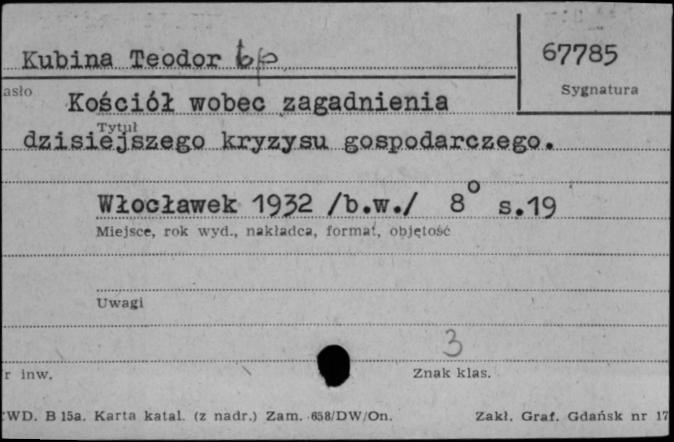 Kubina Teodor bp
67785
asło
Sygnatura
Kościół wobec zagadnienia
Tytuł
dzisiejszego kryzysu gospodarczego.
Włocławek 1932 /b.w./ 8° s.19
Miejsce, rok wyd., nakładca, format, objętość
Uwagi
3
r inw.
Znak klas.
WD. B 15a. Karta katal. (z nadr.) Zam. 658/DW/On.
Zakł. Graf. Gdańsk nr 17